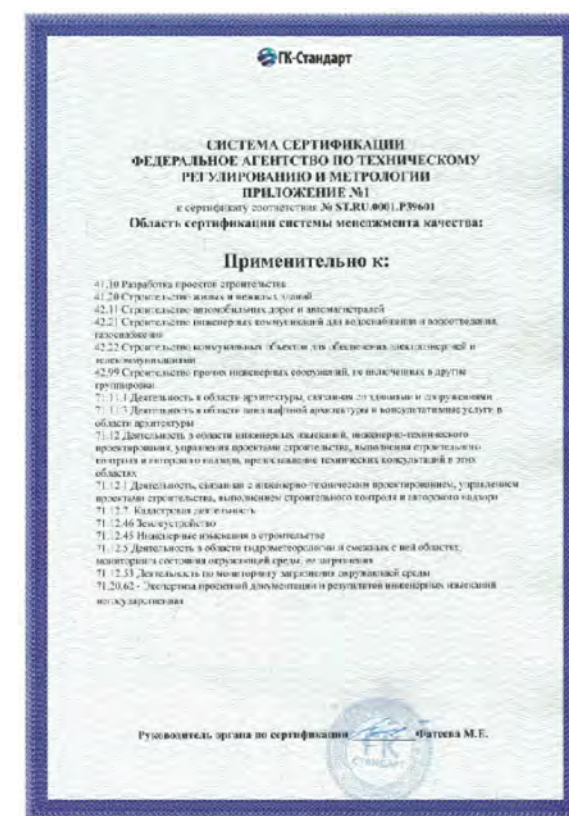 ГК-Стандарт
СИСТЕМА СЕРТИФИКАЦИИ
ФЕДЕРАЛЬНОЕ АГЕНТСТВО ПО ТЕХНИЧЕСКОМУ
РЕГУЛИРОВАНИЮ И МЕТРОЛОГИИ
ПРИЛОЖЕНИЕ №1
к сертификату соответствия № ST.RU.0001.P39601
Область сертификации системы менеджмента качества:
Применительно к:
41.10 Разработка проектов строительства
41.20 Строительство жилых и нежилых зданий
42.11 Строительство автомобильных дорог и автомагистралей
42.21 Строительство инженерных коммуникаций для водоснабжения и водоотведения,
газоснабжения
42.22 Строительство коммунальных объектов для обеспечения электроэнергией и
телекоммуникациями
42.99 Строительство прочих инженерных сооружений, не включенных в другие
группировки
71.11.1 Деятельность в области архитектуры, связанная со зданиями и сооружениями
71.11.3 Деятельность в области ландшафтной архитектуры и консультативные услуги в
области архитектуры
71.12 Деятельность в области инженерных изысканий, инженерно-технического
проектирования, управления проектами строительства, выполнения строительного
контроля и авторского надзора, предоставление технических консультаций в этих
областях
71.12.1 Деятельность, связанная с инженерно-техническим проектированием, управлением
проектами строительства, выполнением строительного контроля и авторского надзора
71.12.7 Кадастровая деятельность
71.12.46 Землеустройство
71.12.45 Инженерные изыскания в строительстве
71.12.5 Деятельность в области гидрометеорологии и смежных с ней областях,
мониторинга состояния окружающей среды, ее загрязнения
71.12.53 Деятельность по мониторингу загрязнения окружающей среды
71.20.62 - Экспертиза проектной документации и результатов инженерных изысканий
негосударственная
Руководитель органа по сертификации Фатеева М.Е.
ГК
СТАНДАРТ